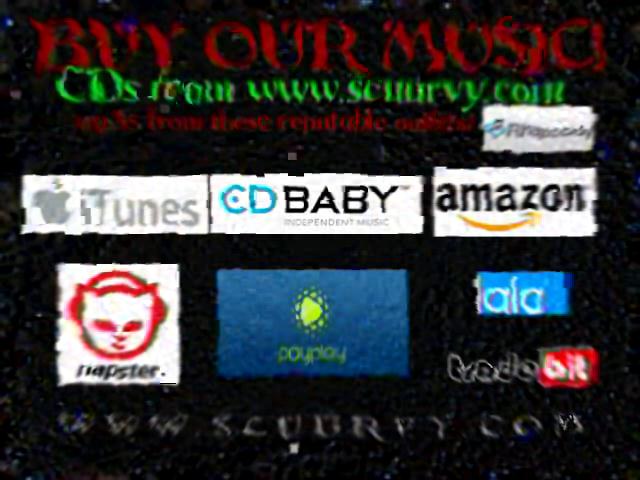 BUY OUR MUSIC!
CDs from www.scuurvy.com
mp3s from these reputable outlets!
Rhapsody
iTunes
CD BABY
INDEPENDENT MUSIC
amazon
napster.
payplay
lala
tradebit
WWW.SCUURVY.COM